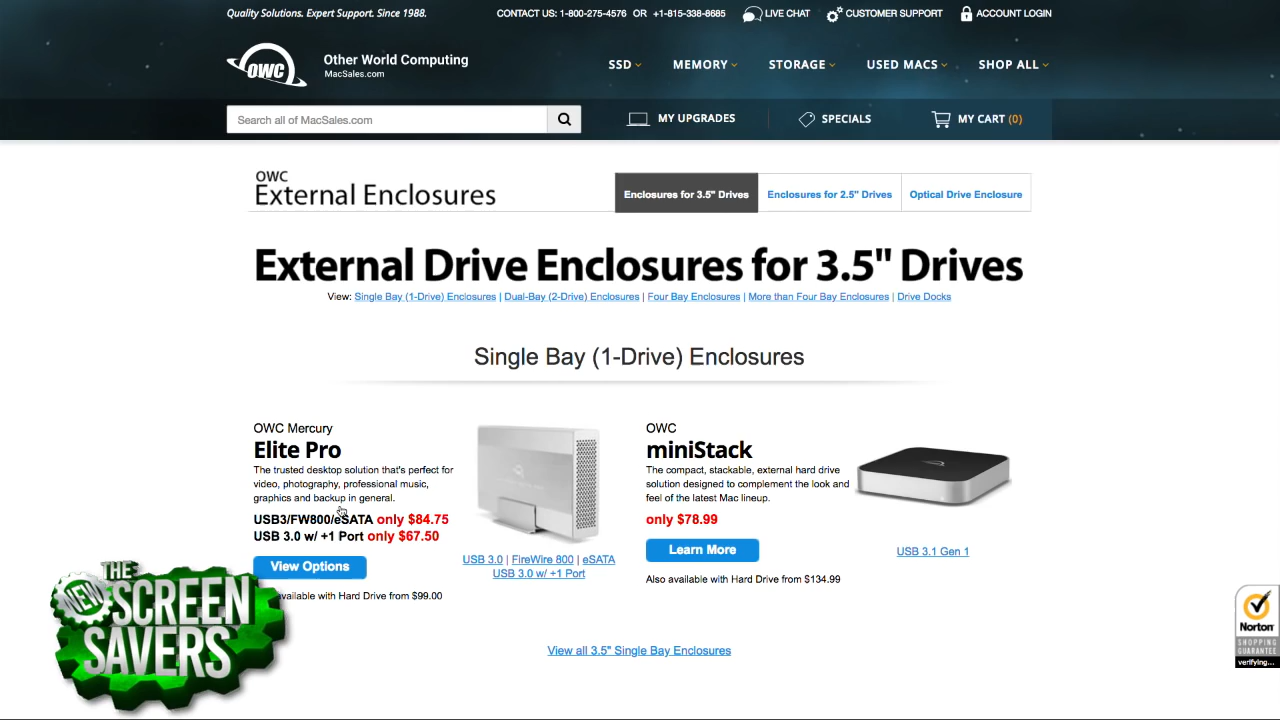 Quality Solutions. Expert Support. Since 1988.
CONTACT US: 1-800-275-4576 OR +1-815-338-8685
LIVE CHAT
CUSTOMER SUPPORT
ACCOUNT LOGIN
OWC
Other World Computing
MacSales.com
SSD
MEMORY
STORAGE
USED MACS
SHOP ALL
Search all of MacSales.com
MY UPGRADES
SPECIALS
MY CART (0)
OWC
External Enclosures
Enclosures for 3.5" Drives
Enclosures for 2.5" Drives
Optical Drive Enclosure
External Drive Enclosures for 3.5" Drives
View: Single Bay (1-Drive) Enclosures | Dual-Bay (2-Drive) Enclosures | Four Bay Enclosures | More than Four Bay Enclosures | Drive Docks
Single Bay (1-Drive) Enclosures
OWC Mercury
Elite Pro
The trusted desktop solution that's perfect for
video, photography, professional music,
graphics and backup in general.
USB3/FW800/eSATA only $84.75
USB 3.0 w/ +1 Port only $67.50
View Options
available with Hard Drive from $99.00
USB 3.0 | FireWire 800 | eSATA
USB 3.0 w/ +1 Port
OWC
miniStack
The compact, stackable, external hard drive
solution designed to complement the look and
feel of the latest Mac lineup.
only $78.99
Learn More
Also available with Hard Drive from $134.99
USB 3.1 Gen 1
View all 3.5" Single Bay Enclosures
THE
NEW
SCREEN
SAVERS
Norton
SHOPPING
GUARANTEE
verifying...